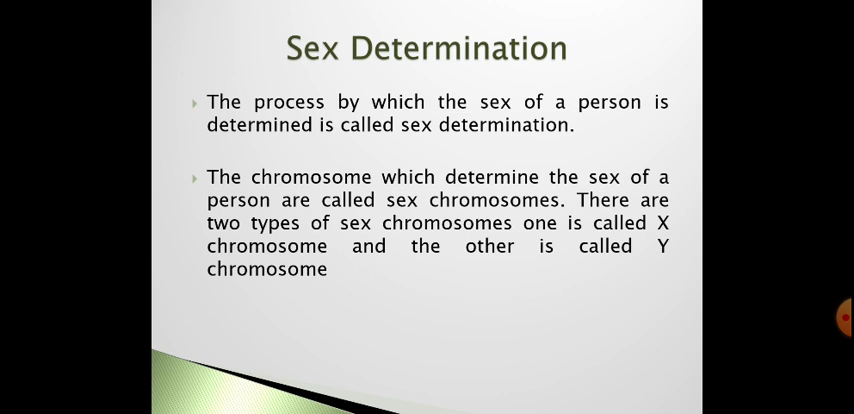 Sex Determination
The process by which the sex of a person is
determined is called sex determination.
The chromosome which determine the sex of a
person are called sex chromosomes. There are
two types of sex chromosomes one is called X
chromosome and the other is called Y
chromosome